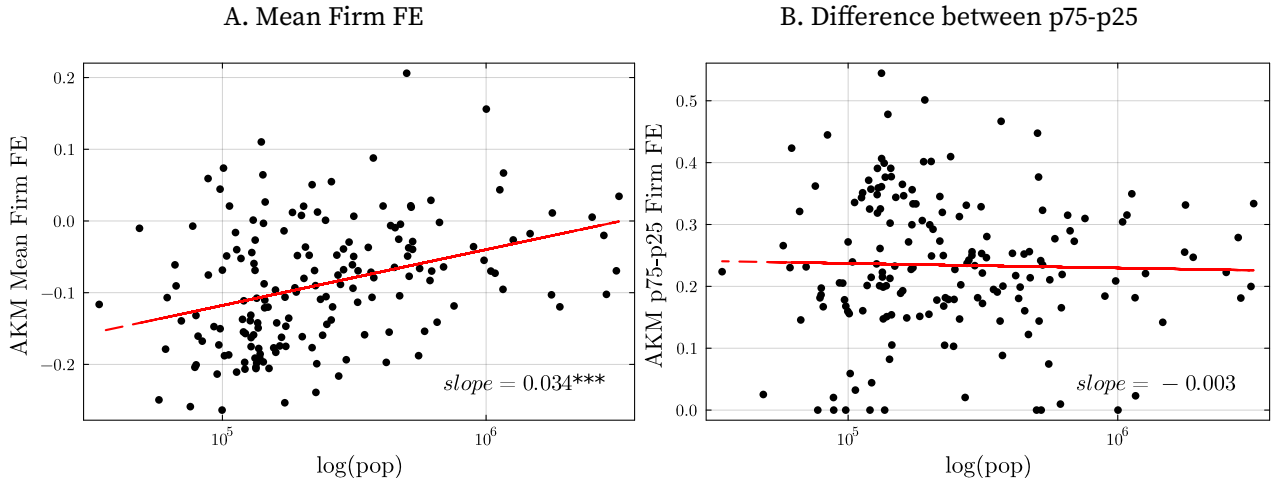 A. Mean Firm FE
AKM Mean Firm FE
0.2
0.1
0.0
−0.1
−0.2
slope = 0.034***
10^5
10^6
log(pop)
B. Difference between p75-p25
AKM p75-p25 Firm FE
0.5
0.4
0.3
0.2
0.1
0.0
slope = − 0.003
10^5
10^6
log(pop)